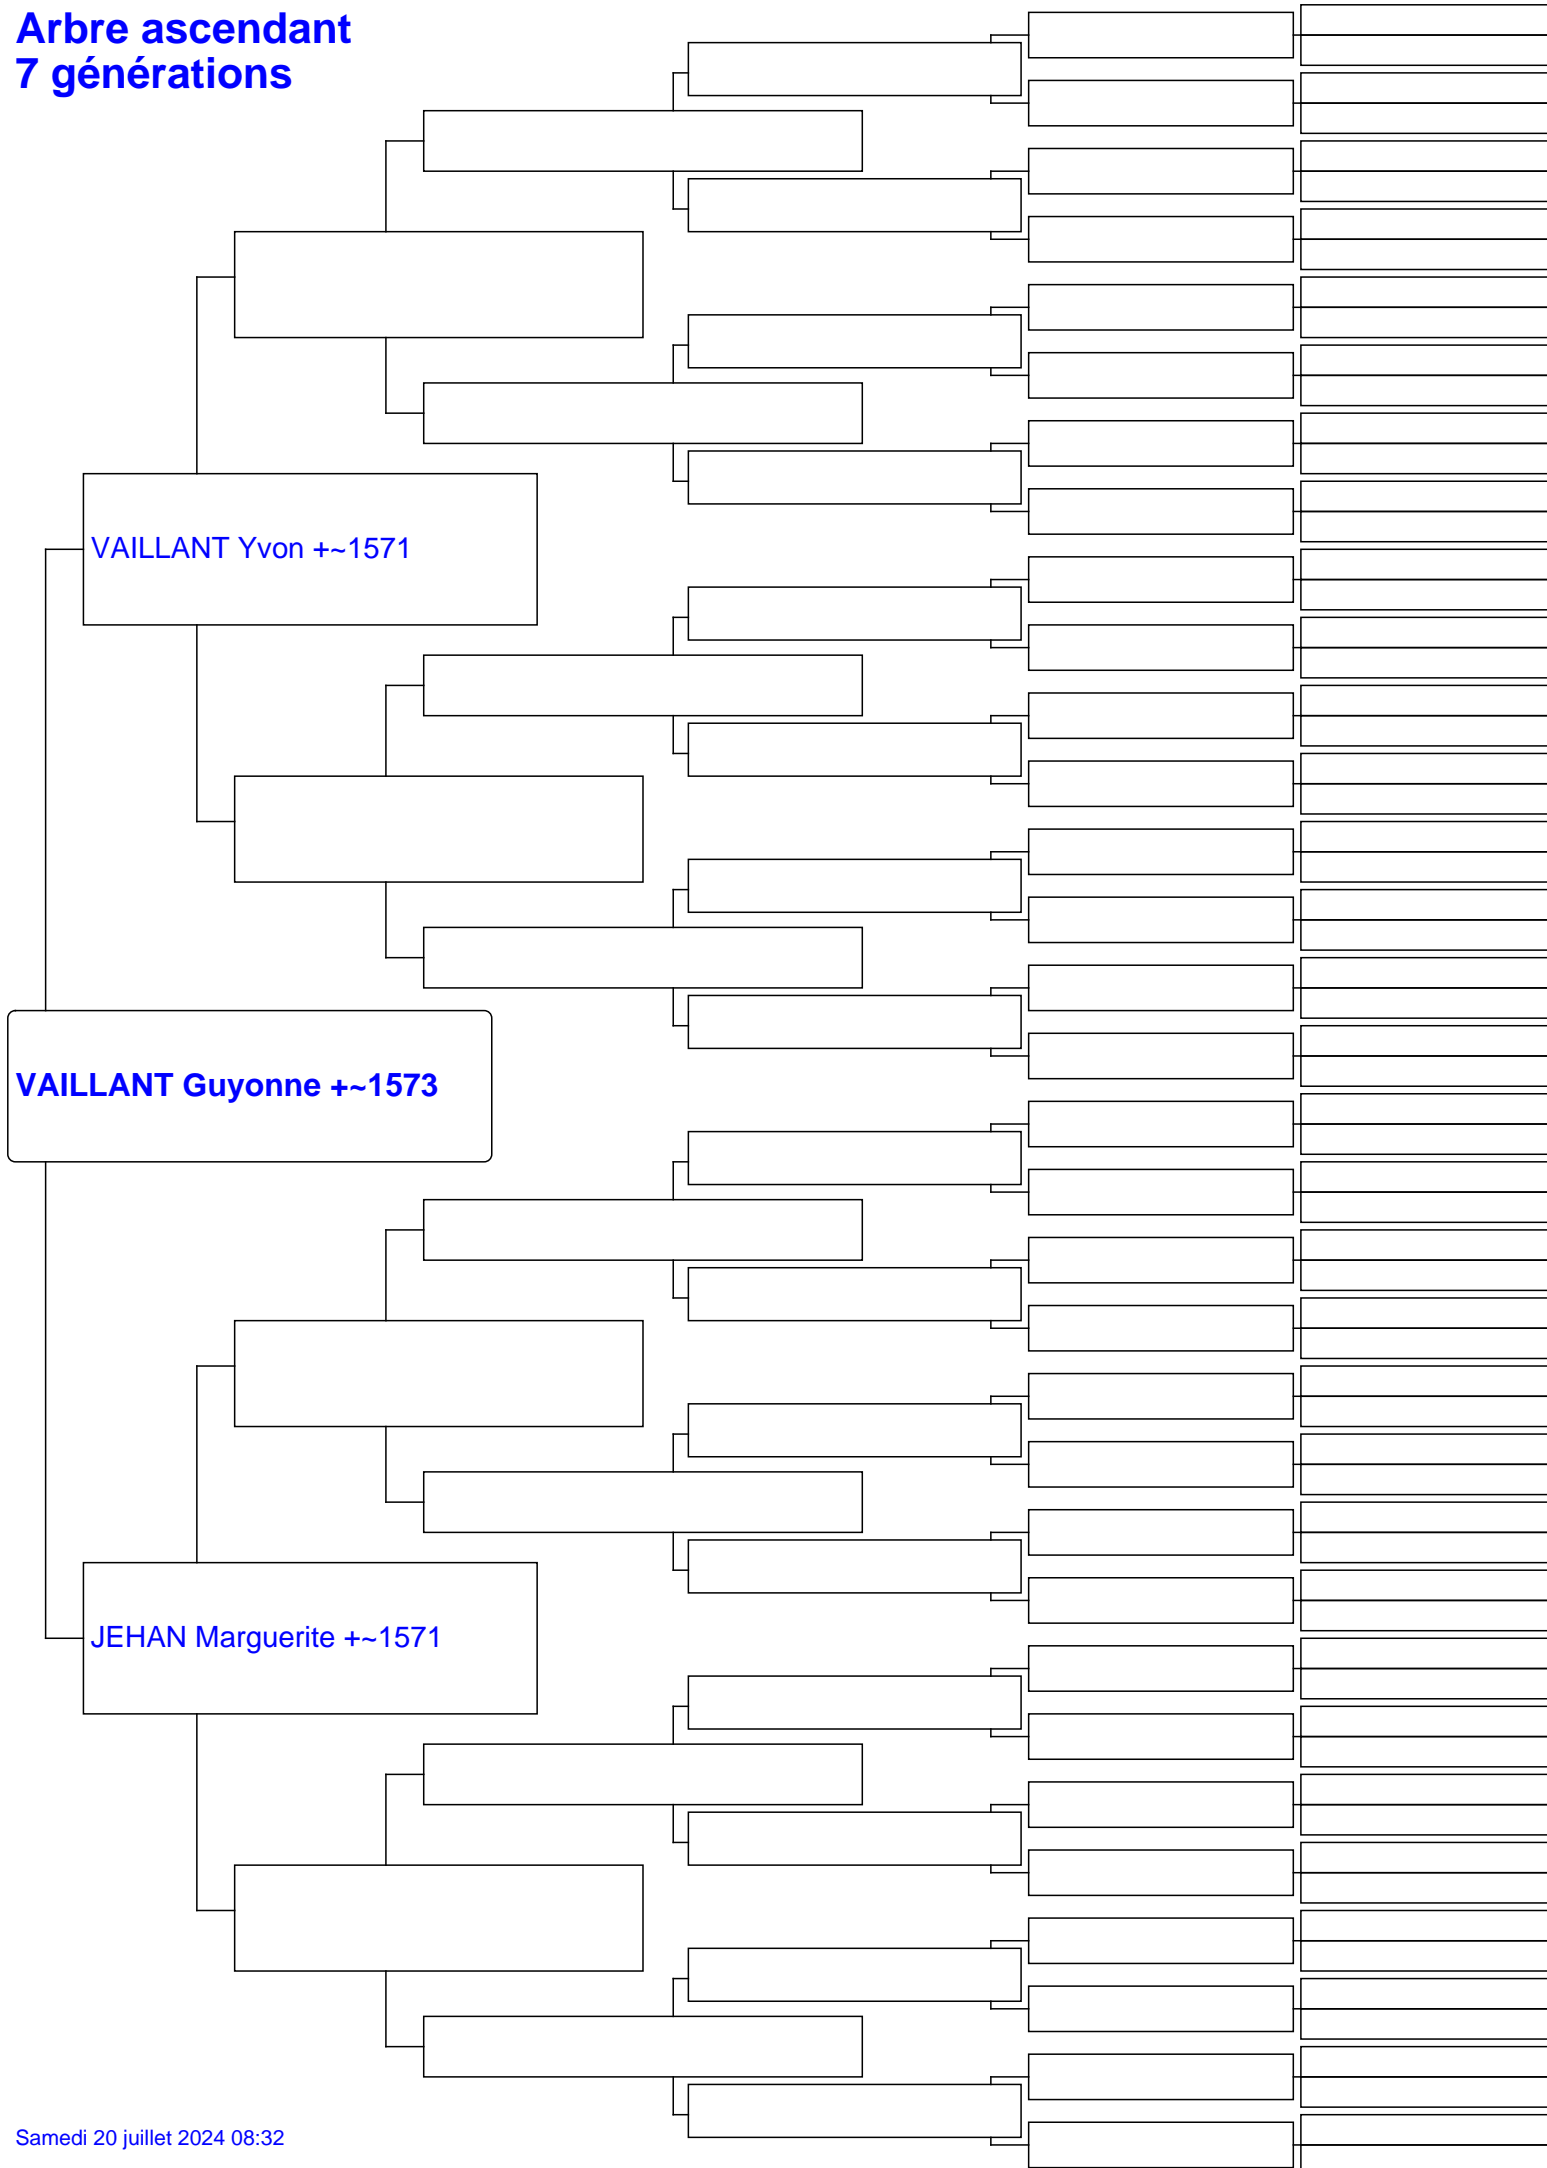 Arbre ascendant
7 générations
VAILLANT Yvon +~1571
VAILLANT Guyonne +~1573
JEHAN Marguerite +~1571
Samedi 20 juillet 2024 08:32